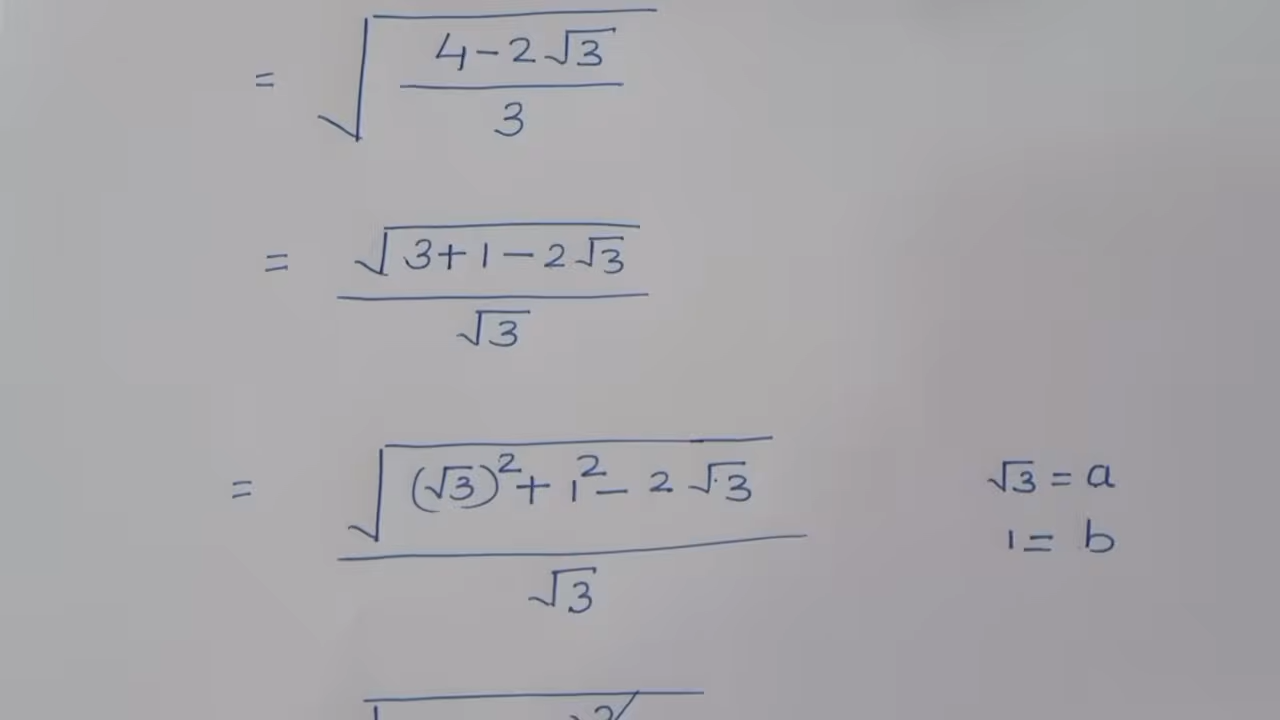 = √((4-2√3)/3)
= √(3+1-2√3)/√3
= √((√3)²+1²-2√3)/√3
√3=a
1=b